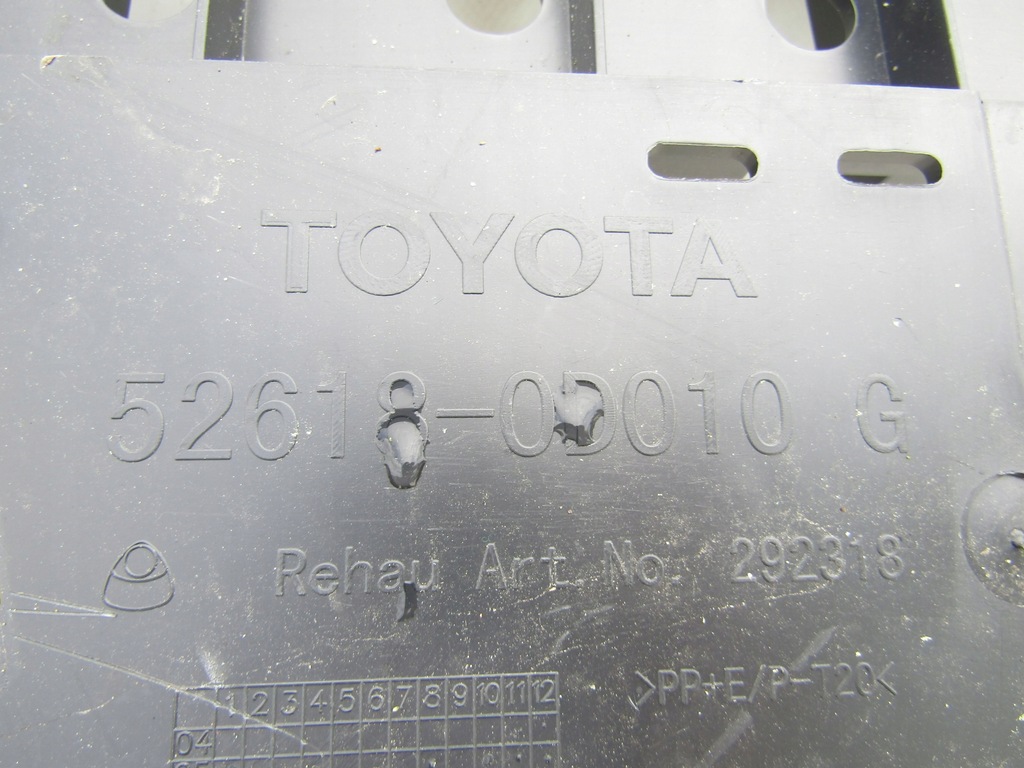 TOYOTA
52618-0D010 G
Rehau Art. No. 292318
>PP+E/P-T20<
1 2 3 4 5 6 7 8 9 10 11 12
04